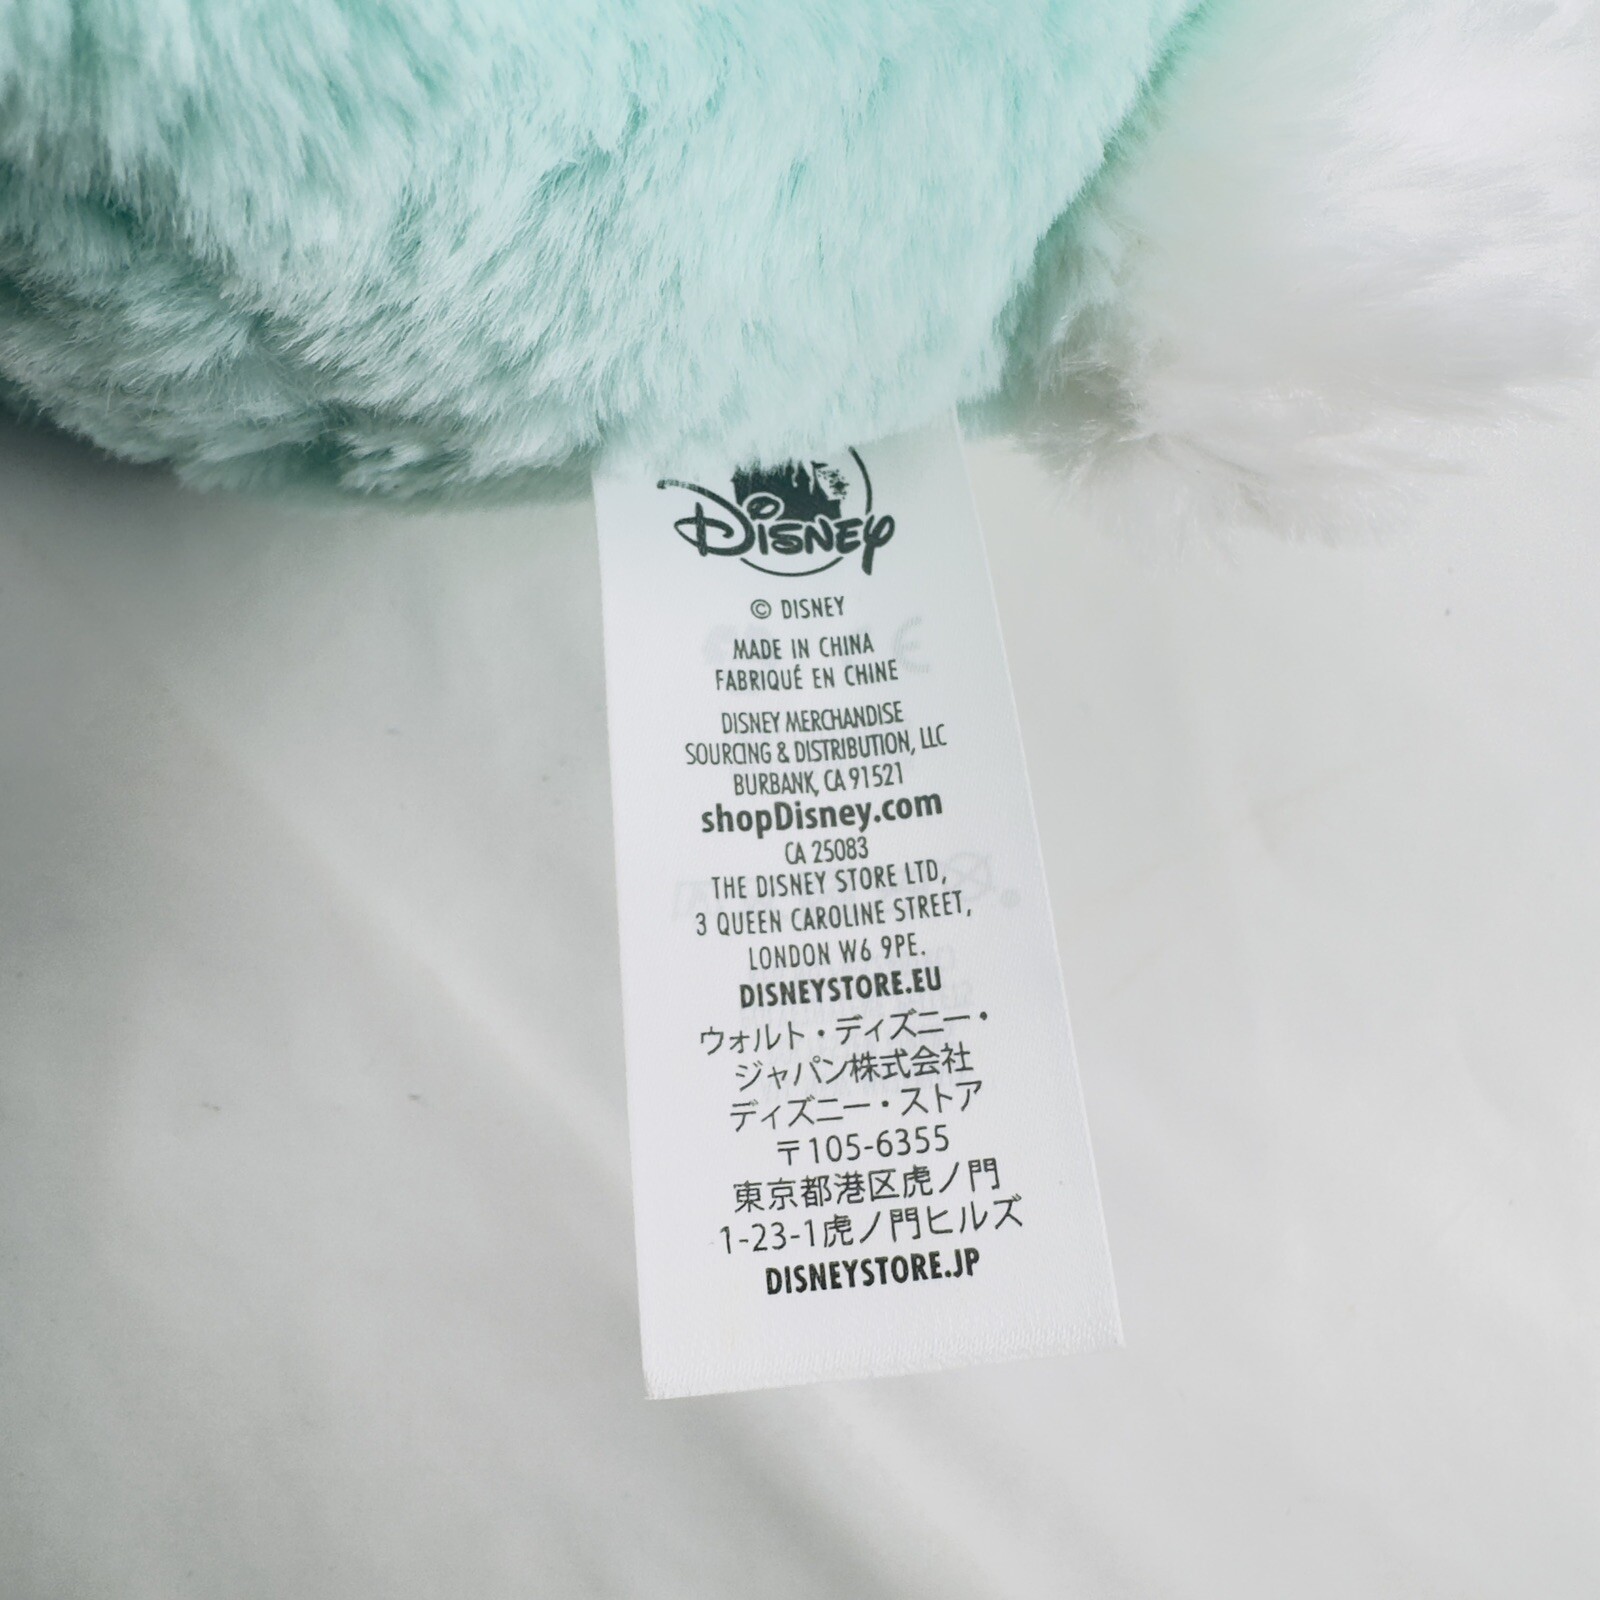 DISNEY
© DISNEY
MADE IN CHINA
FABRIQUÉ EN CHINE
DISNEY MERCHANDISE
SOURCING & DISTRIBUTION, LLC
BURBANK, CA 91521
shopDisney.com
CA 25083
THE DISNEY STORE LTD,
3 QUEEN CAROLINE STREET,
LONDON W6 9PE.
DISNEYSTORE.EU
ウォルト・ディズニー・
ジャパン株式会社
ディズニー・ストア
〒105-6355
東京都港区虎ノ門
1-23-1虎ノ門ヒルズ
DISNEYSTORE.JP